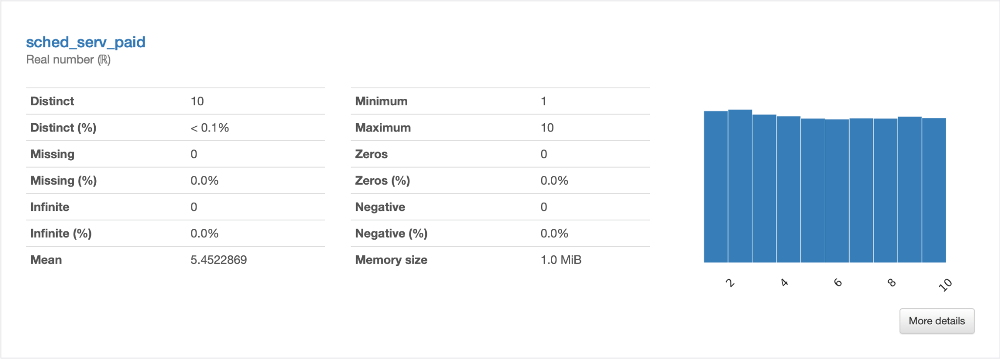 sched_serv_paid
Real number (ℝ)
Distinct 10
Distinct (%) < 0.1%
Missing 0
Missing (%) 0.0%
Infinite 0
Infinite (%) 0.0%
Mean 5.4522869
Minimum 1
Maximum 10
Zeros 0
Zeros (%) 0.0%
Negative 0
Negative (%) 0.0%
Memory size 1.0 MiB
2 4 6 8 10
More details